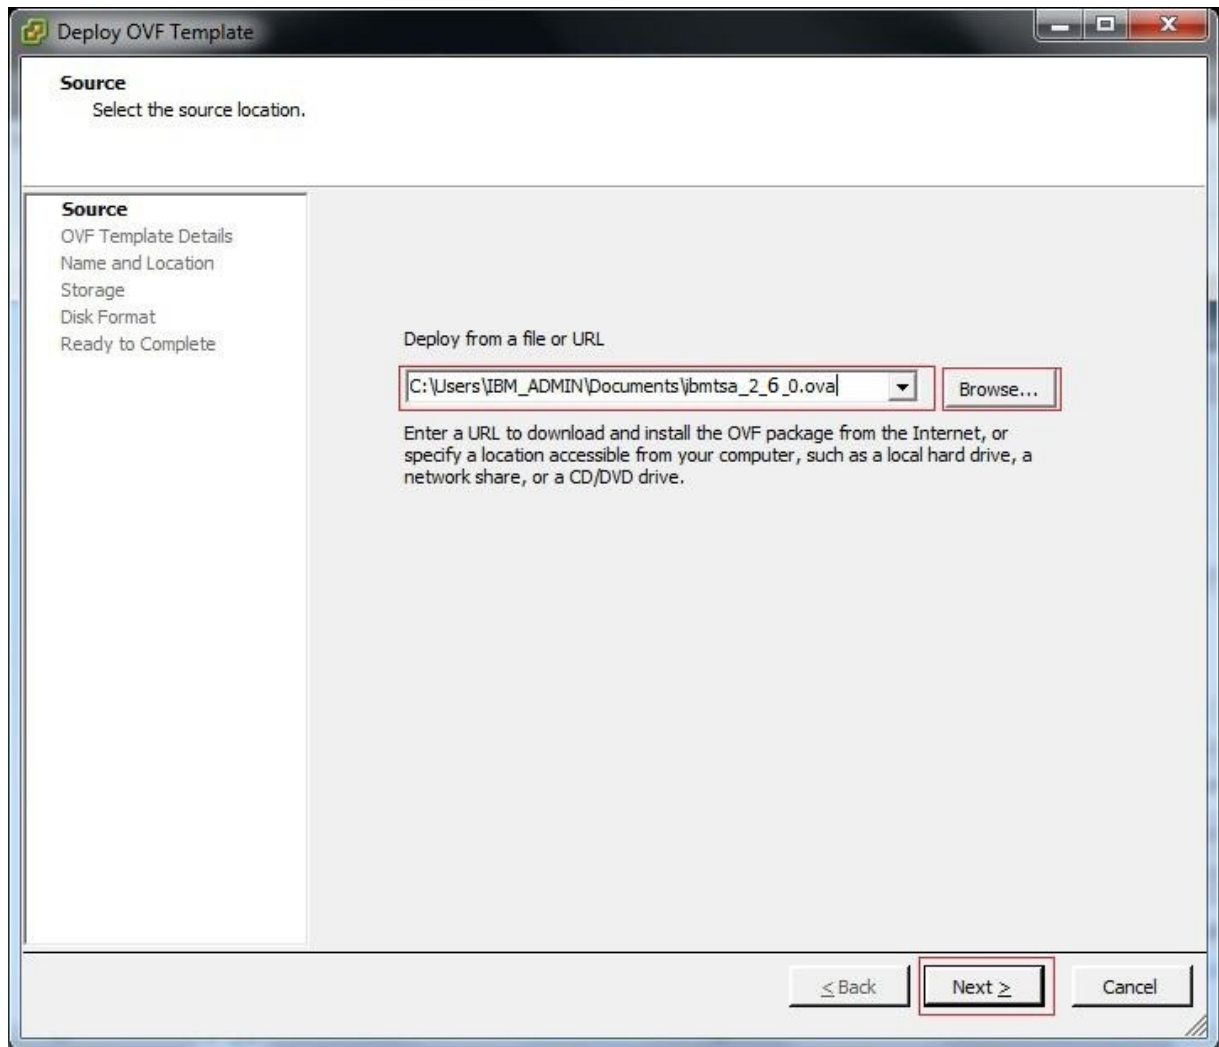 Deploy OVF Template
Source
Select the source location.
Source
OVF Template Details
Name and Location
Storage
Disk Format
Ready to Complete
Deploy from a file or URL
C:\Users\IBM_ADMIN\Documents\ibmtsa_2_6_0.ova
Browse...
Enter a URL to download and install the OVF package from the Internet, or
specify a location accessible from your computer, such as a local hard drive, a
network share, or a CD/DVD drive.
< Back
Next >
Cancel